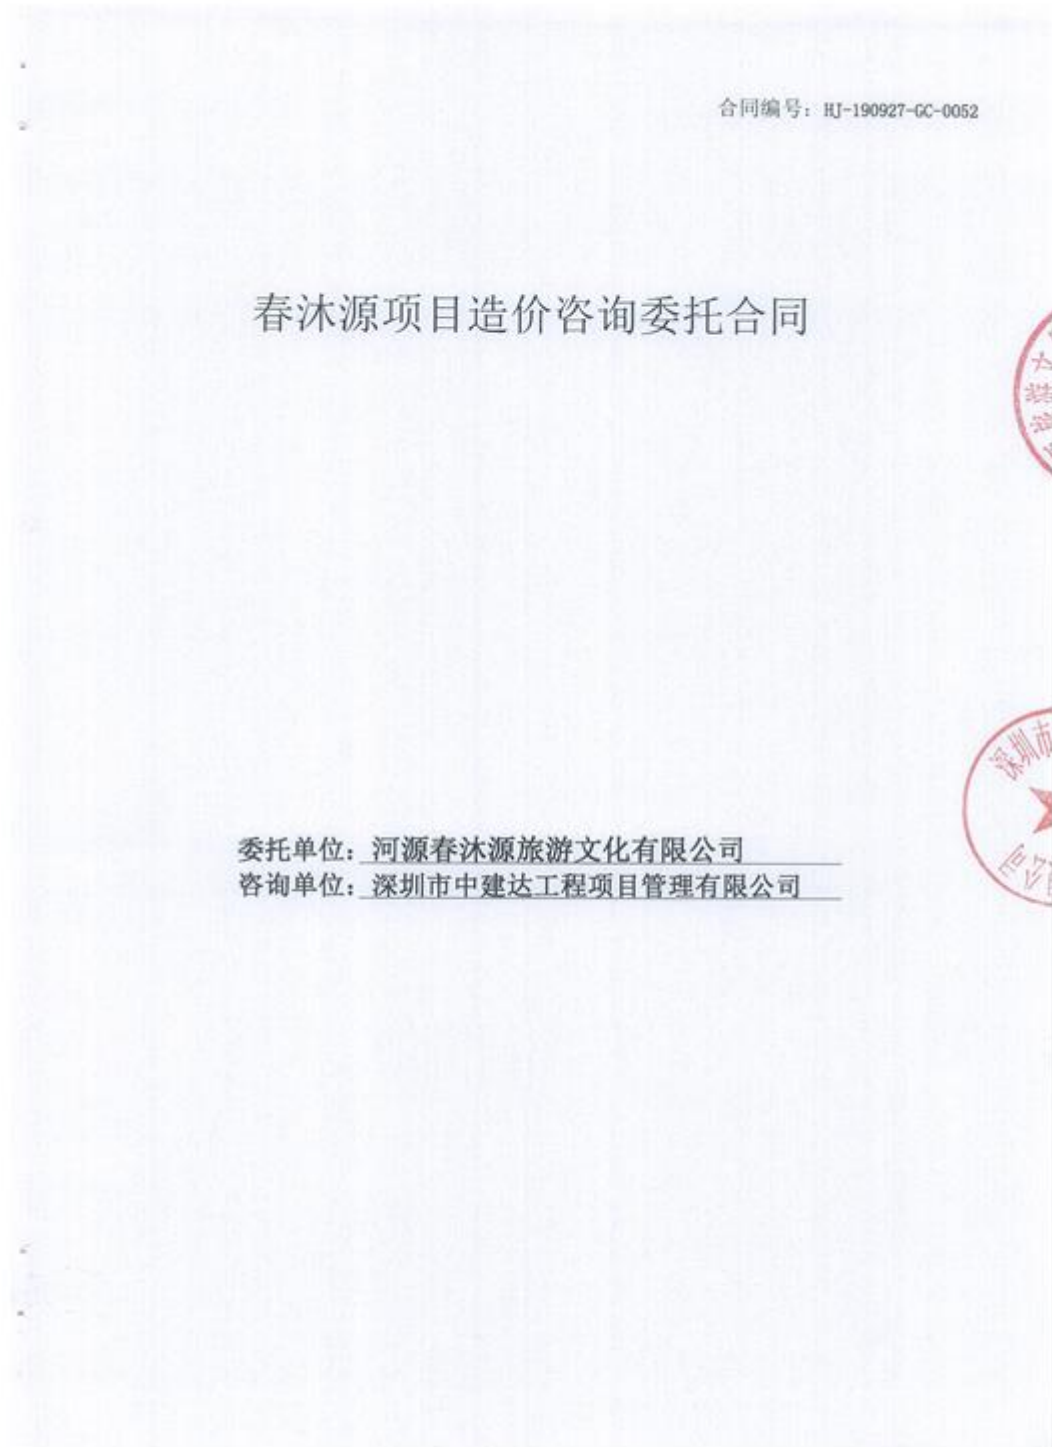 合同编号：HJ-190927-GC-0052
春沐源项目造价咨询委托合同
委托单位：河源春沐源旅游文化有限公司
咨询单位：深圳市中建达工程项目管理有限公司
深圳市